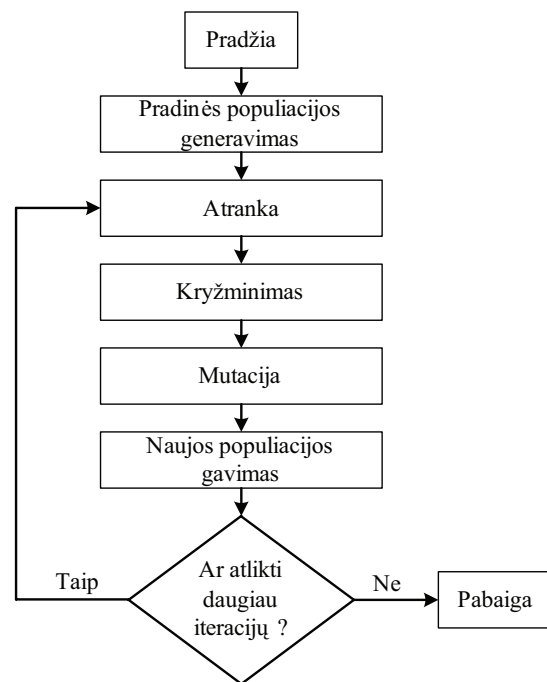 Pradžia
Pradinės populiacijos
generavimas
Atranka
Kryžminimas
Mutacija
Naujos populiacijos
gavimas
Ar atlikti
daugiau
iteracijų ?
Taip
Ne
Pabaiga